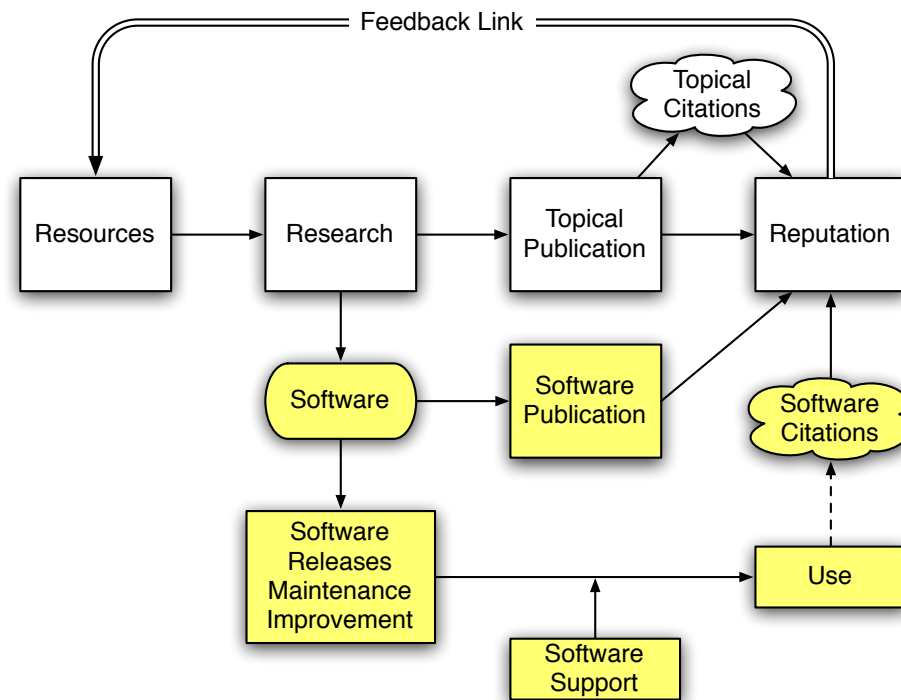 Feedback Link
Topical
Citations
Resources
Research
Topical
Publication
Reputation
Software
Software
Publication
Software
Citations
Software
Releases
Maintenance
Improvement
Use
Software
Support